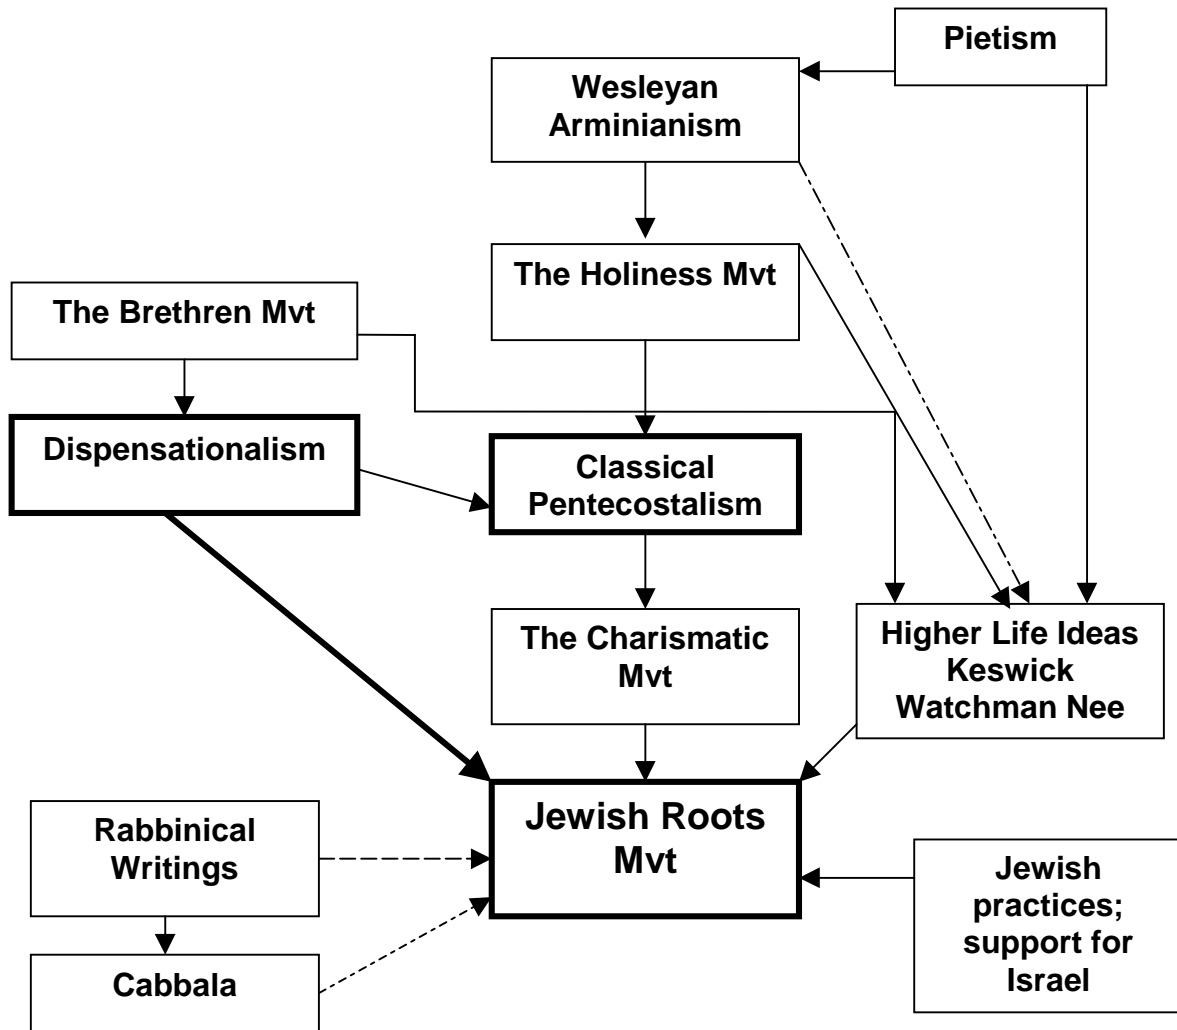 Pietism
Wesleyan
Arminianism
The Holiness Mvt
The Brethren Mvt
Dispensationalism
Classical
Pentecostalism
The Charismatic
Mvt
Higher Life Ideas
Keswick
Watchman Nee
Jewish Roots
Mvt
Rabbinical
Writings
Jewish
practices;
support for
Israel
Cabbala